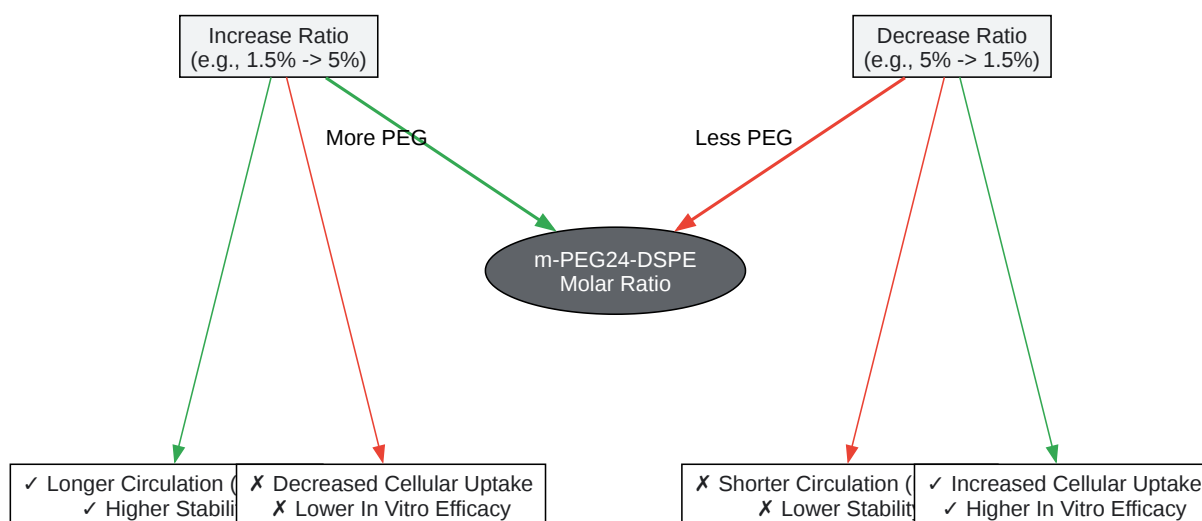 Increase Ratio
(e.g., 1.5% -> 5%)
Decrease Ratio
(e.g., 5% -> 1.5%)
More PEG
Less PEG
m-PEG24-DSPE
Molar Ratio
✓ Longer Circulation (
✓ Higher
✗ Decreased Cellular Uptake
✗ Lower In Vitro Efficacy
✗ Shorter Circulation (
✗ Lower Stability
✓ Increased Cellular Uptake
✓ Higher In Vitro Efficacy